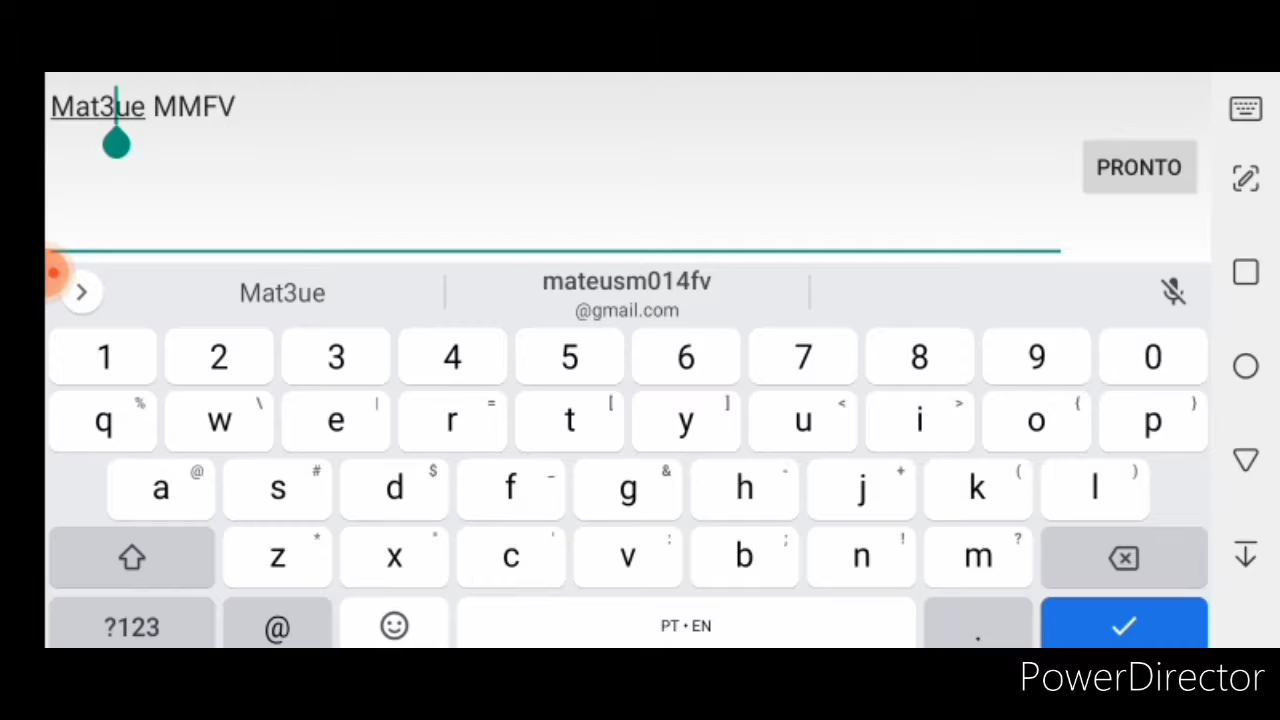 Mat3ue MMFV
PRONTO
Mat3ue
mateusm014fv
@gmail.com
1 2 3 4 5 6 7 8 9 0
% \ | = [ ] < > { }
q w e r t y u i o p
@ # $ _ & - + ( )
a s d f g h j k l
* " ' : ; ! ?
z x c v b n m
?123 @ PT • EN .
PowerDirector